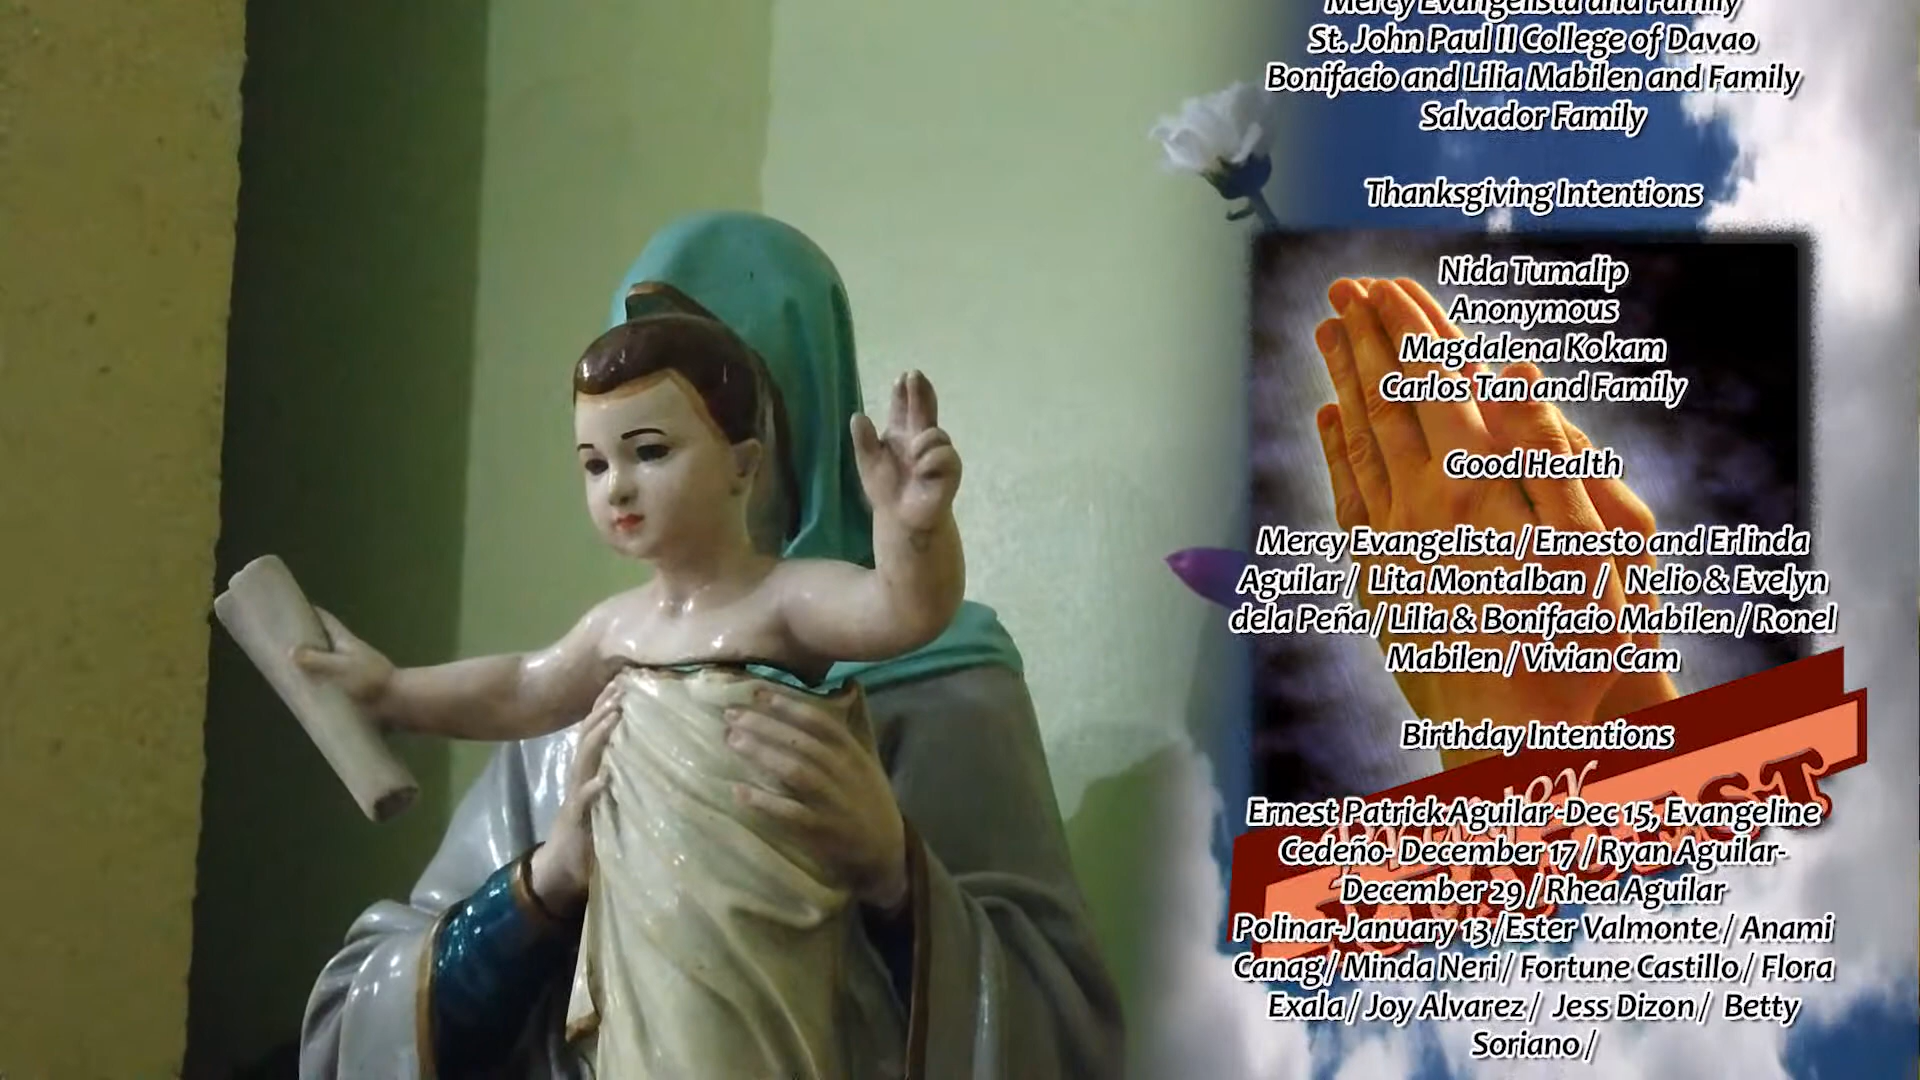 Mercy Evangelista and Family
St. John Paul II College of Davao
Bonifacio and Lilia Mabilen and Family
Salvador Family
Thanksgiving Intentions
Nida Tumalip
Anonymous
Magdalena Kokam
Carlos Tan and Family
Good Health
Mercy Evangelista / Ernesto and Erlinda
Aguilar / Lita Montalban / Nelio & Evelyn
dela Peña / Lilia & Bonifacio Mabilen / Ronel
Mabilen / Vivian Cam
Birthday Intentions
Ernest Patrick Aguilar-Dec 15, Evangeline
Cedeño- December 17 / Ryan Aguilar-
December 29 / Rhea Aguilar
Polinar-January 13 /Ester Valmonte / Anami
Canag / Minda Neri / Fortune Castillo / Flora
Exala / Joy Alvarez / Jess Dizon / Betty
Soriano /